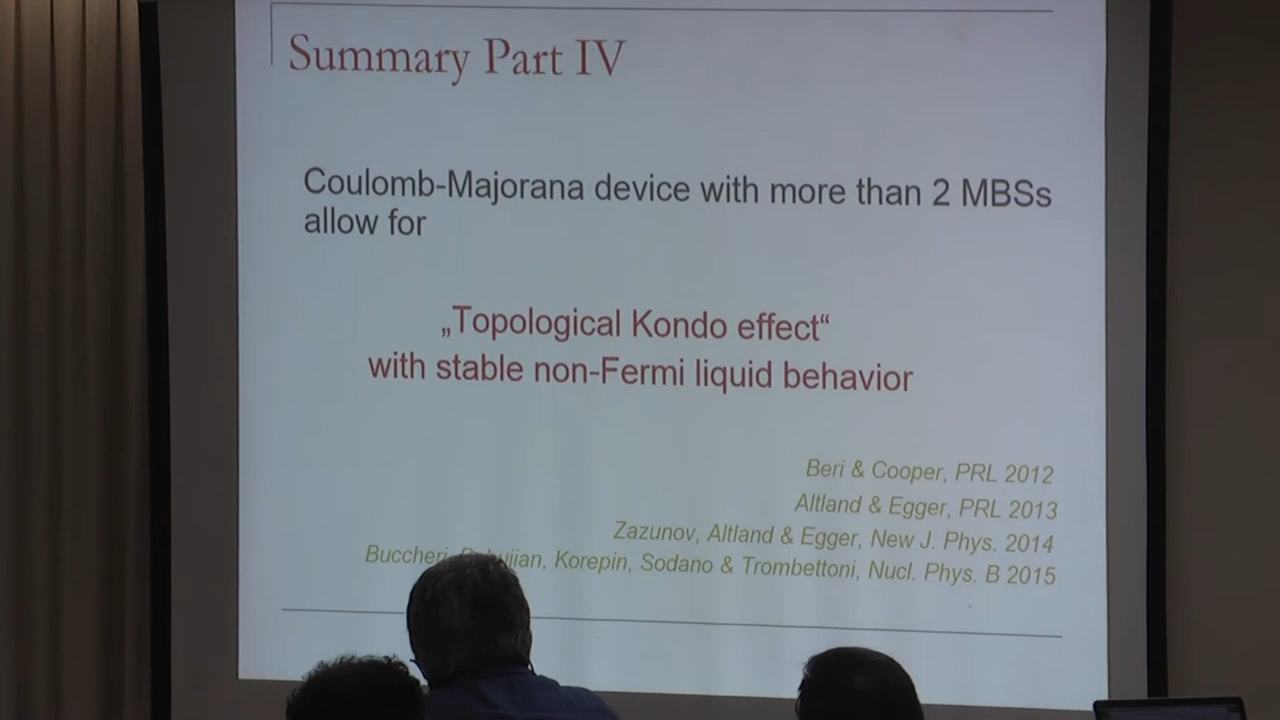 Summary Part IV
Coulomb-Majorana device with more than 2 MBSs
allow for
„Topological Kondo effect“
with stable non-Fermi liquid behavior
Beri & Cooper, PRL 2012
Altland & Egger, PRL 2013
Zazunov, Altland & Egger, New J. Phys. 2014
Buccheri, Korepin, Sodano & Trombettoni, Nucl. Phys. B 2015